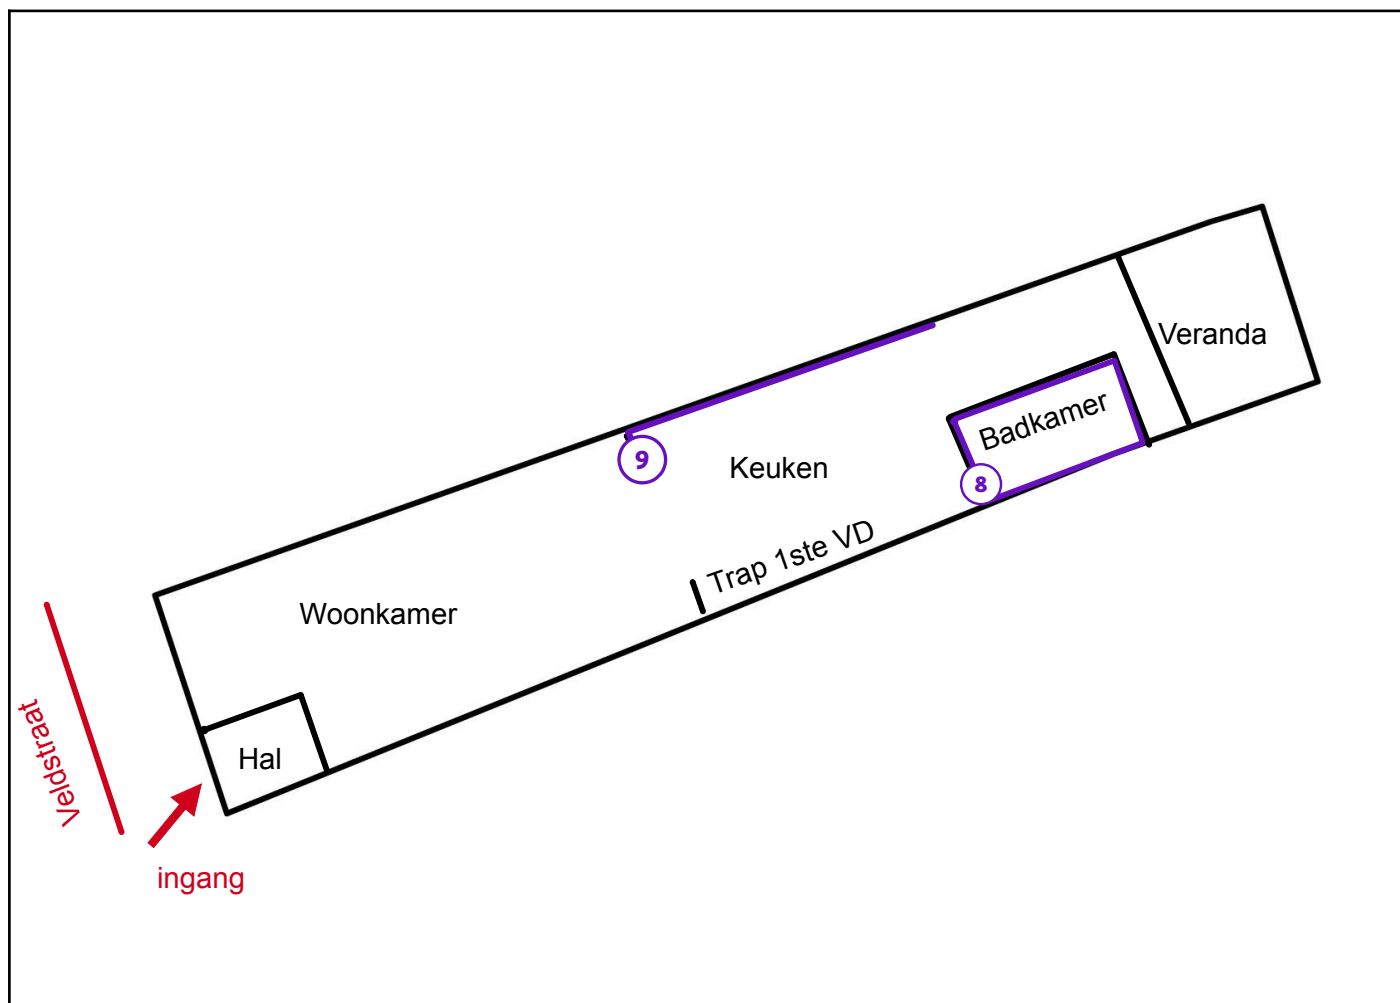 Veranda
Badkamer
9
Keuken
8
Trap 1ste VD
Woonkamer
Hal
Veldstraat
ingang